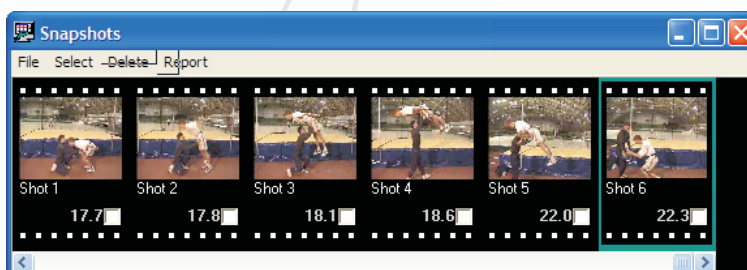 Snapshots
File Select Delete Report
Shot 1 Shot 2 Shot 3 Shot 4 Shot 5 Shot 6
17.7 17.8 18.1 18.6 22.0 22.3